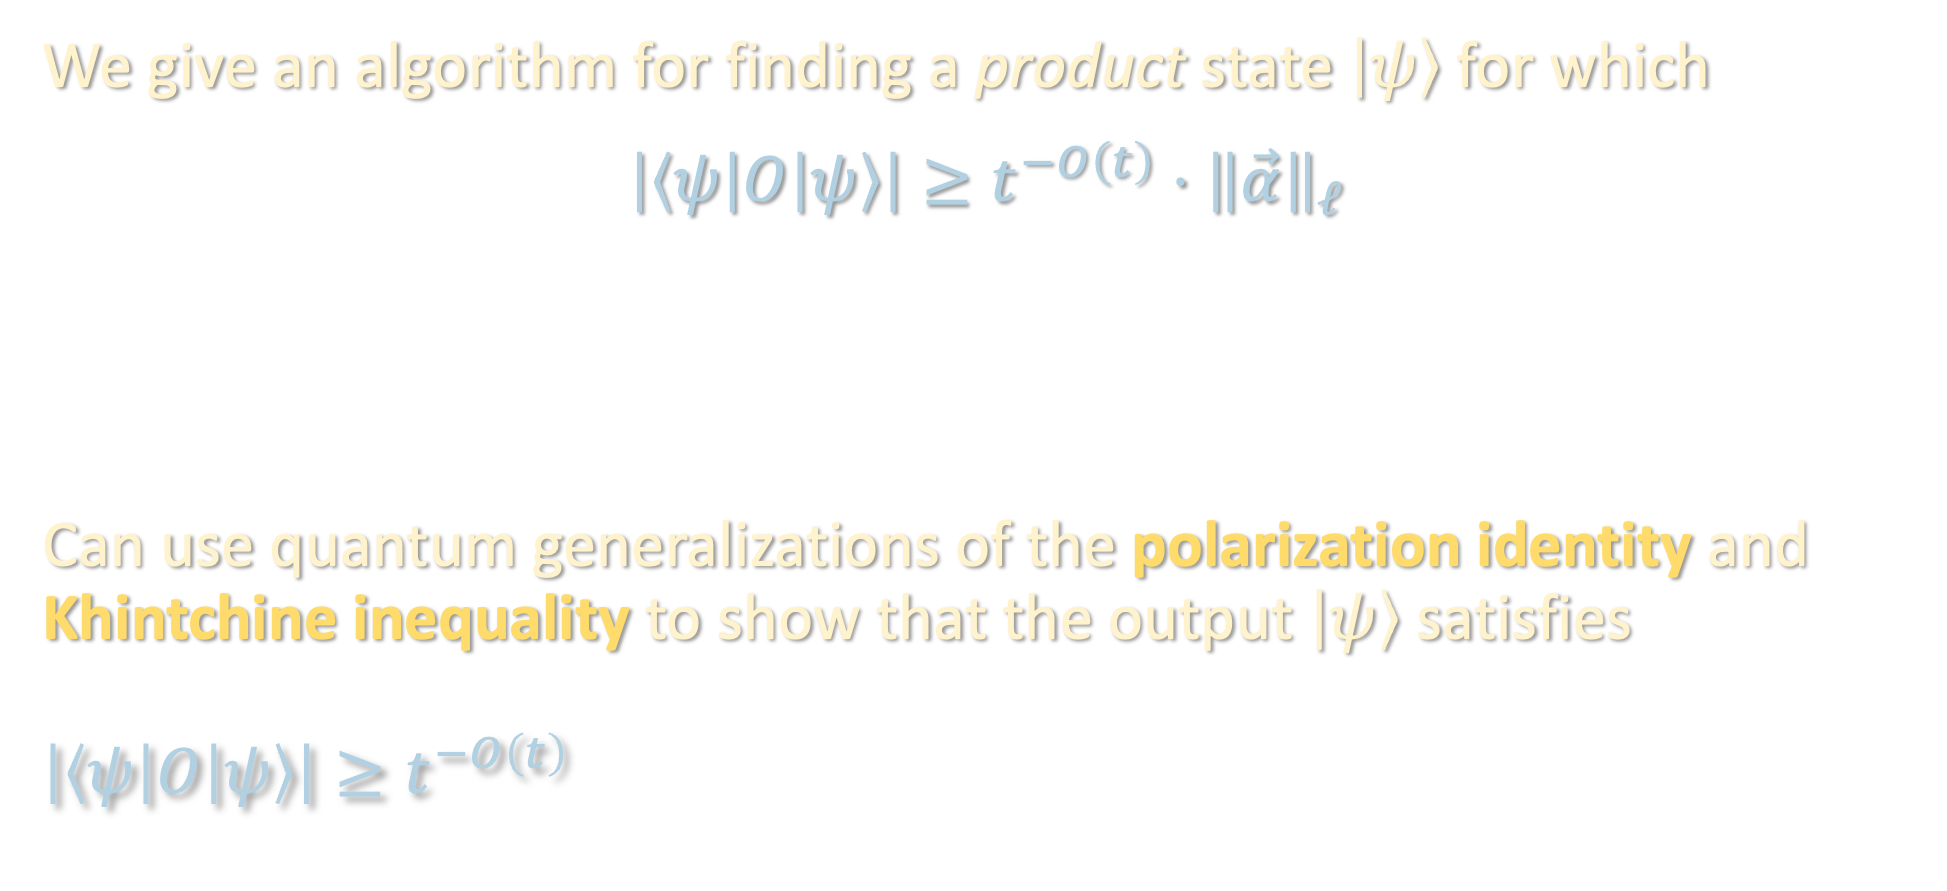 We give an algorithm for finding a product state |ψ⟩ for which
|⟨ψ|O|ψ⟩| ≥ t^{−O(t)} · ‖α⃗‖_ℓ
Can use quantum generalizations of the polarization identity and
Khintchine inequality to show that the output |ψ⟩ satisfies
|⟨ψ|O|ψ⟩| ≥ t^{−O(t)}